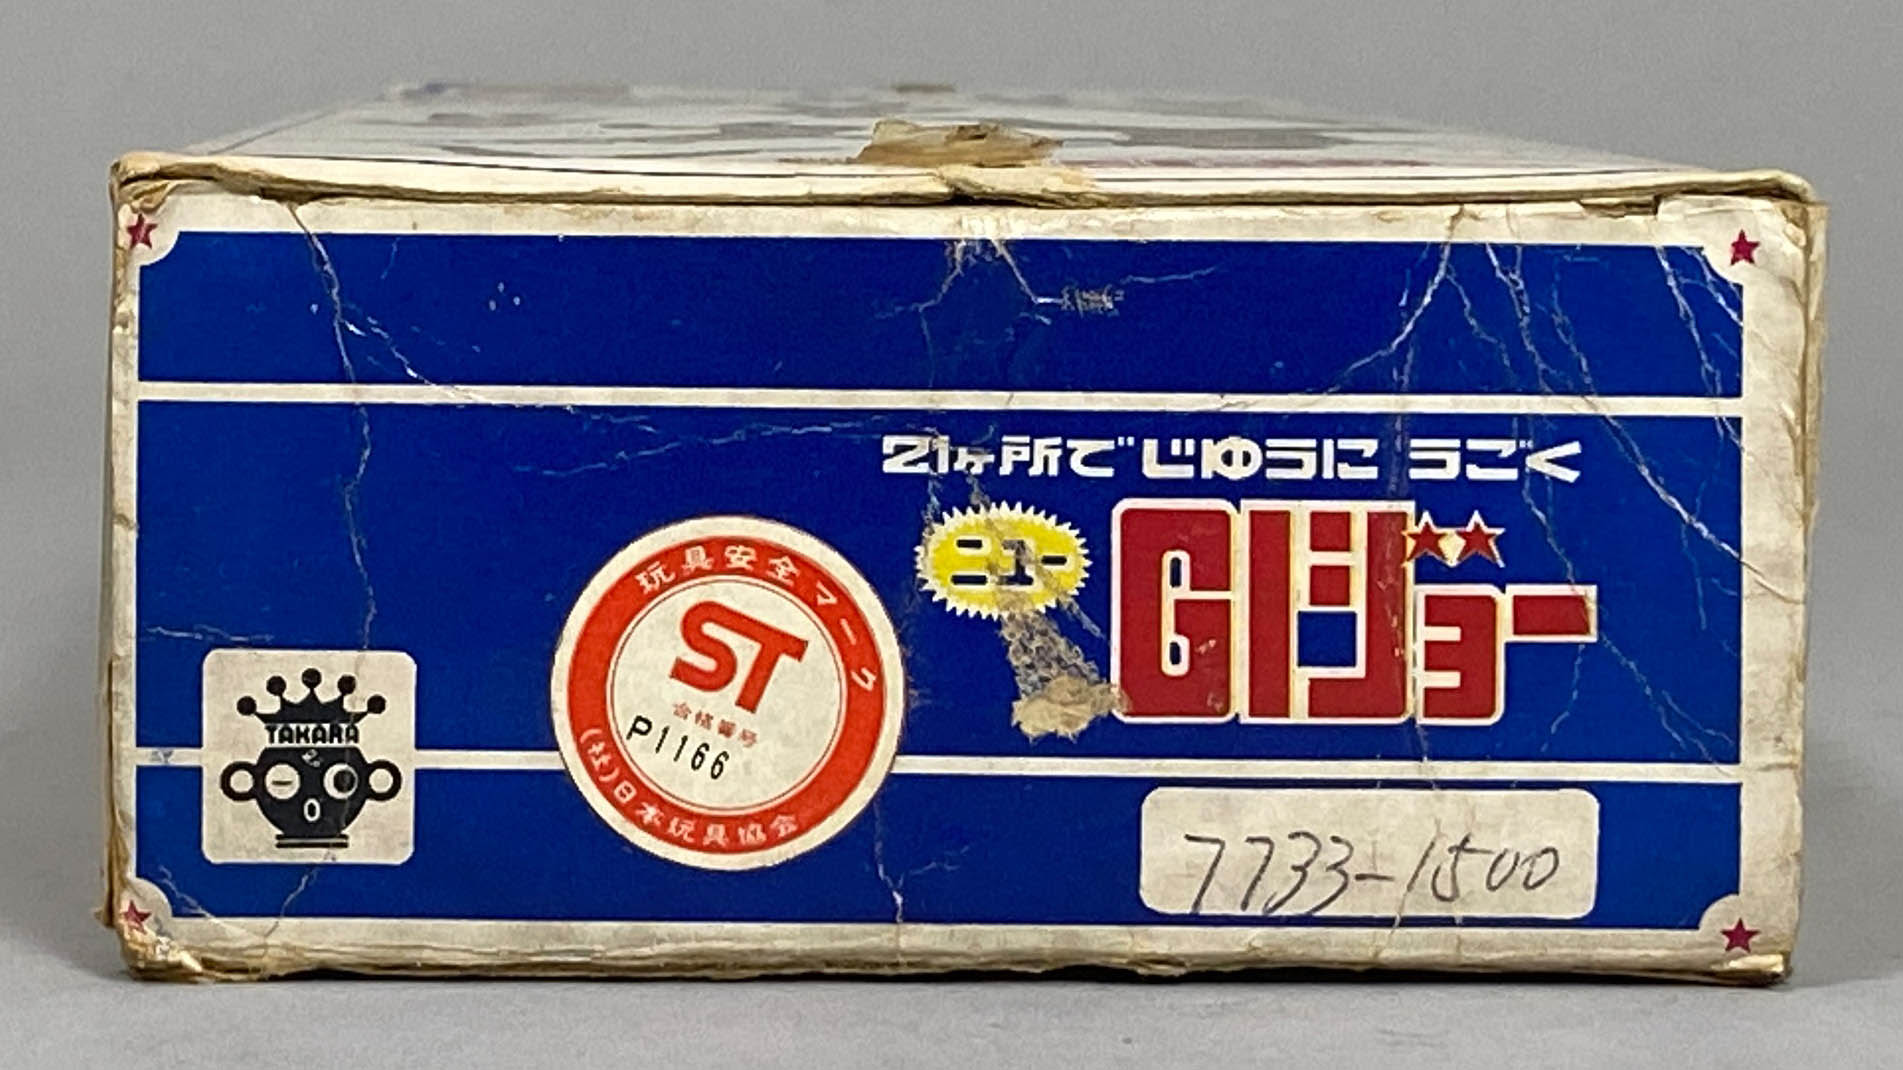 21ヶ所で じゆうに うごく
ニュー
GIジョー
玩具安全マーク
ST
合格番号
P1166
(社)日本玩具協会
TAKARA
7733-1500